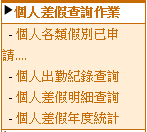 ▶個人差假查詢作業
- 個人各類假別已申
請....
- 個人出勤紀錄查詢
- 個人差假明細查詢
- 個人差假年度統計